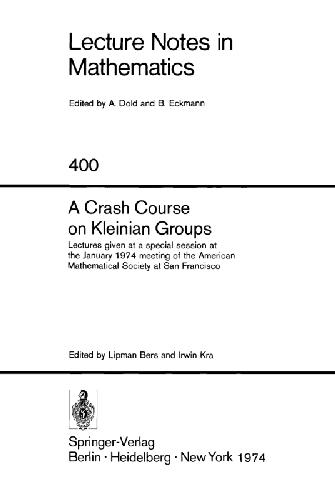 Lecture Notes in
Mathematics
Edited by A. Dold and B. Eckmann
400
A Crash Course
on Kleinian Groups
Lectures given at a special session at
the January 1974 meeting of the American
Mathematical Society at San Francisco
Edited by Lipman Bers and Irwin Kra
Springer-Verlag
Berlin · Heidelberg · New York 1974